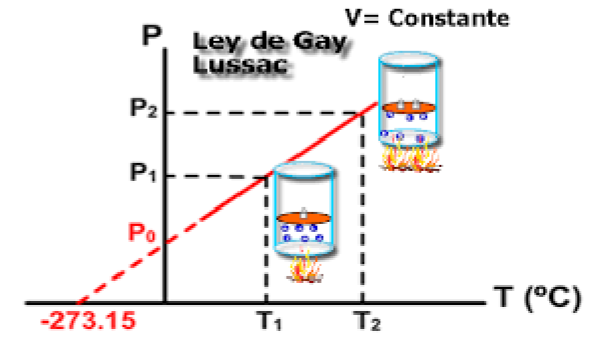 V= Constante
P
Ley de Gay
Lussac
P₂
P₁
P₀
T (ºC)
-273.15
T₁
T₂